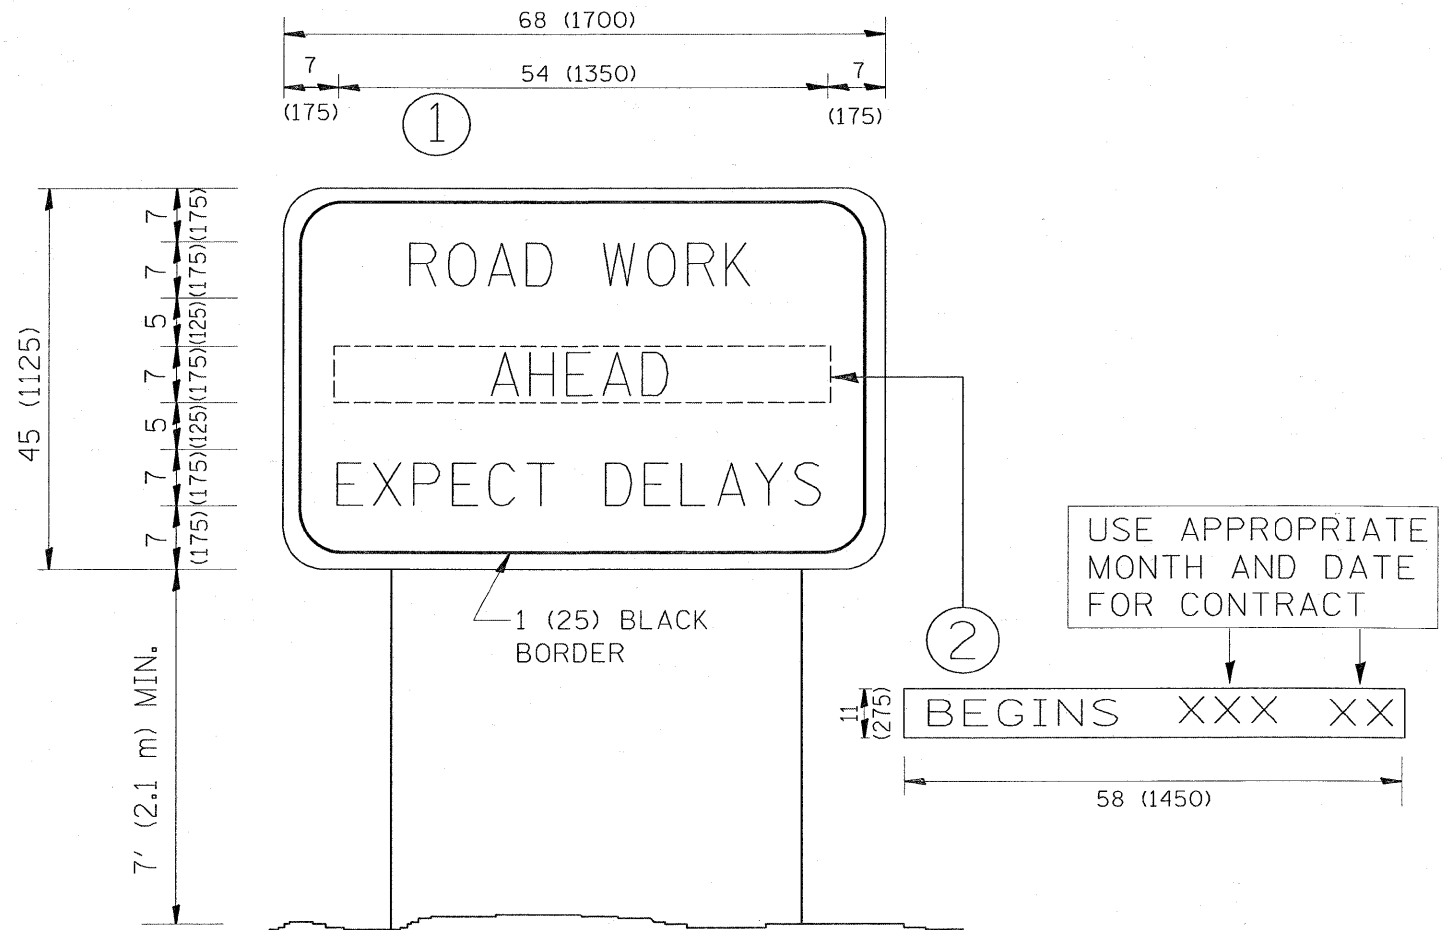 68 (1700)
7
54 (1350)
7
(175)
(175)
1
45 (1125)
7
(175)
7
(175)
5
(125)
7
(175)
5
(125)
7
(175)
7
(175)
ROAD WORK
AHEAD
EXPECT DELAYS
1 (25) BLACK
BORDER
7' (2.1 m) MIN.
2
USE APPROPRIATE
MONTH AND DATE
FOR CONTRACT
11
(275)
BEGINS XXX XX
58 (1450)